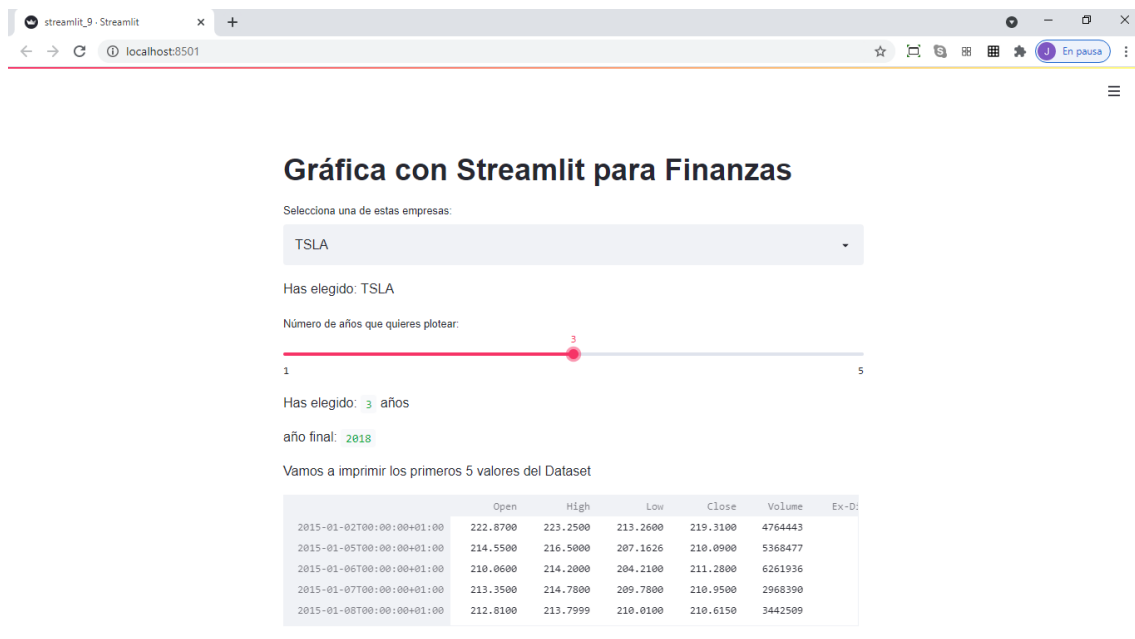 streamlit_9 · Streamlit
localhost:8501
J En pausa
Gráfica con Streamlit para Finanzas
Selecciona una de estas empresas:
TSLA
Has elegido: TSLA
Número de años que quieres plotear:
3
1 5
Has elegido: 3 años
año final: 2018
Vamos a imprimir los primeros 5 valores del Dataset
Open High Low Close Volume Ex-Di
2015-01-02T00:00:00+01:00 222.8700 223.2500 213.2600 219.3100 4764443
2015-01-05T00:00:00+01:00 214.5500 216.5000 207.1626 210.0900 5368477
2015-01-06T00:00:00+01:00 210.0600 214.2000 204.2100 211.2800 6261936
2015-01-07T00:00:00+01:00 213.3500 214.7800 209.7800 210.9500 2968390
2015-01-08T00:00:00+01:00 212.8100 213.7999 210.0100 210.6150 3442509